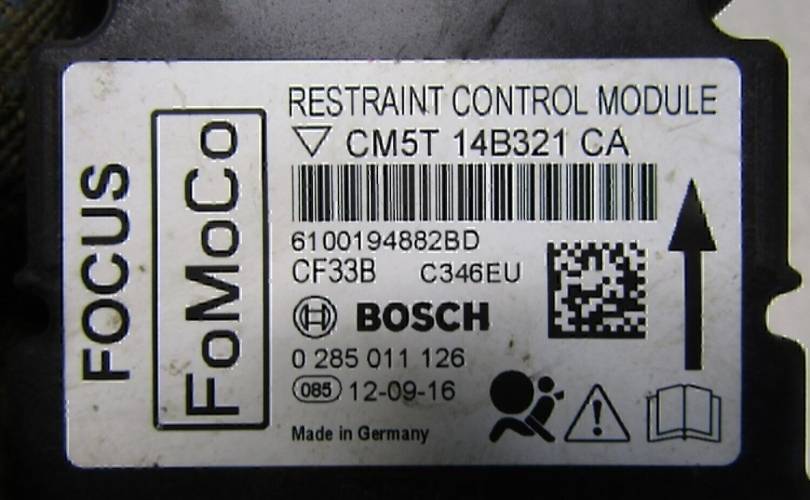 FOCUS
FoMoCo
RESTRAINT CONTROL MODULE
CM5T 14B321 CA
6100194882BD
CF33B C346EU
BOSCH
0 285 011 126
085 12-09-16
Made in Germany